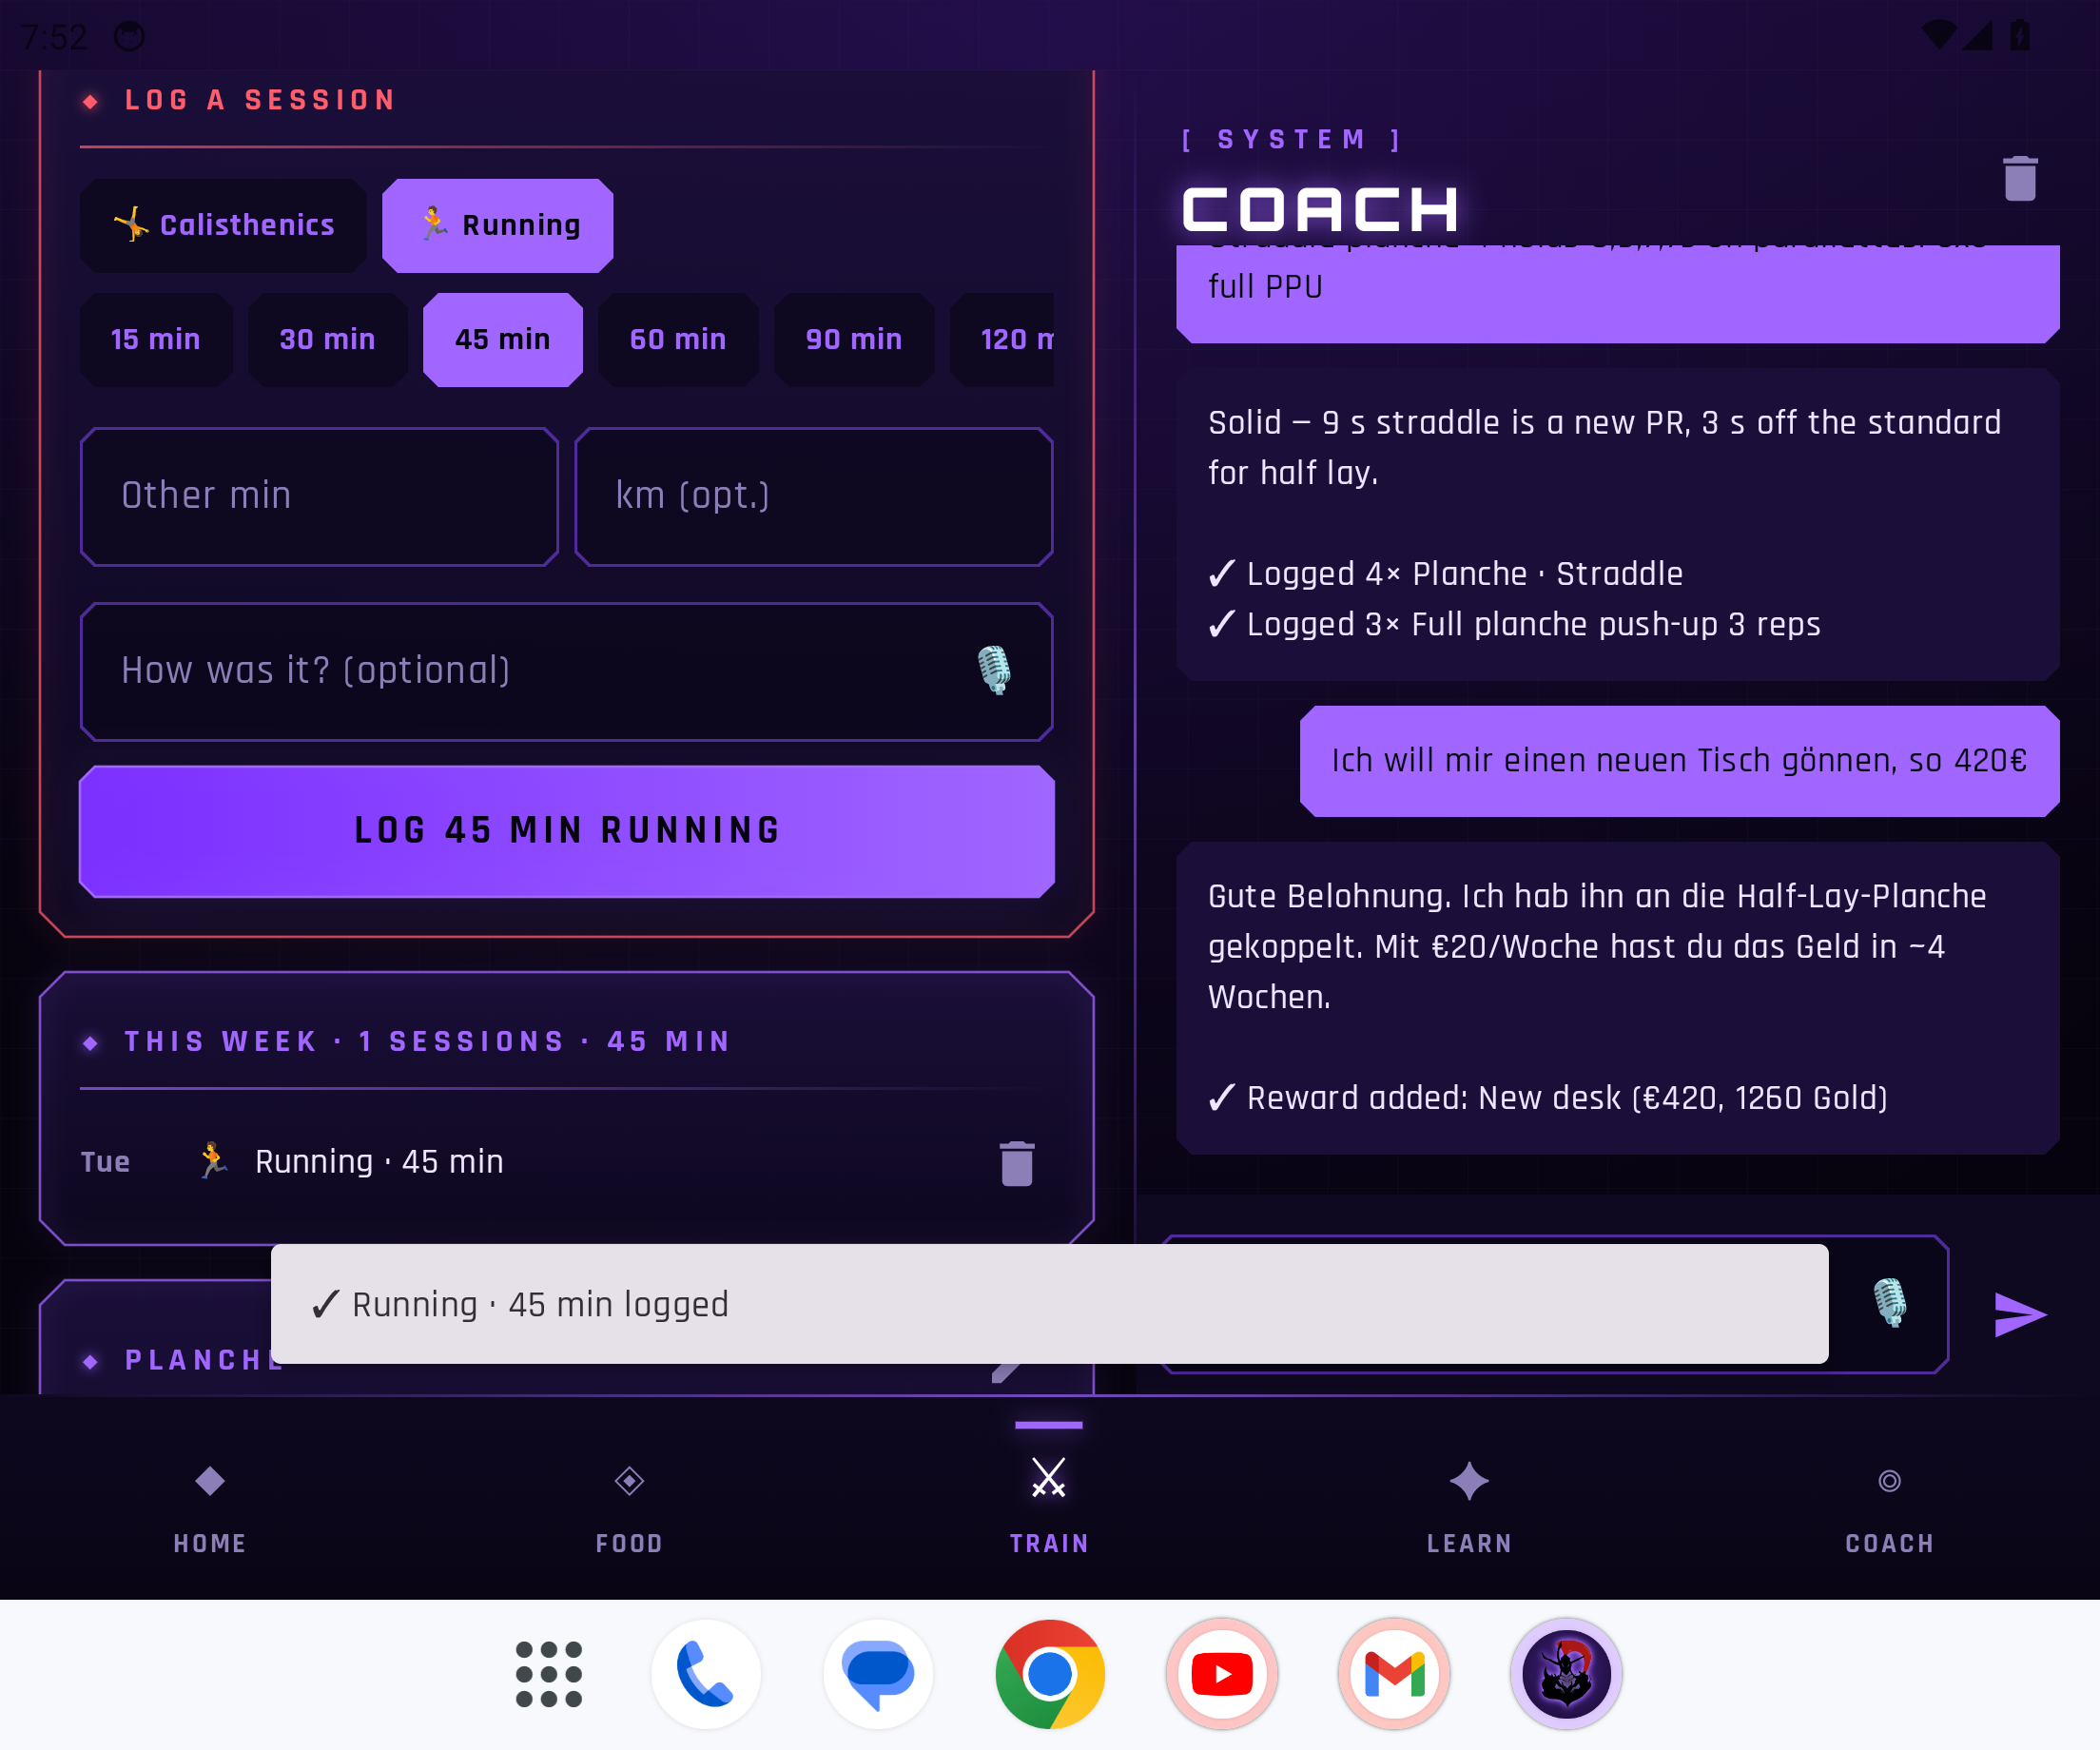 7:52
LOG A SESSION
Calisthenics
Running
15 min
30 min
45 min
60 min
90 min
120 m
Other min
km (opt.)
How was it? (optional)
LOG 45 MIN RUNNING
THIS WEEK · 1 SESSIONS · 45 MIN
Tue
Running · 45 min
PLANCHE
[ SYSTEM ]
COACH
full PPU
Solid – 9 s straddle is a new PR, 3 s off the standard
for half lay.
✓ Logged 4× Planche · Straddle
✓ Logged 3× Full planche push-up 3 reps
Ich will mir einen neuen Tisch gönnen, so 420€
Gute Belohnung. Ich hab ihn an die Half-Lay-Planche
gekoppelt. Mit €20/Woche hast du das Geld in ~4
Wochen.
✓ Reward added: New desk (€420, 1260 Gold)
✓ Running · 45 min logged
HOME
FOOD
TRAIN
LEARN
COACH